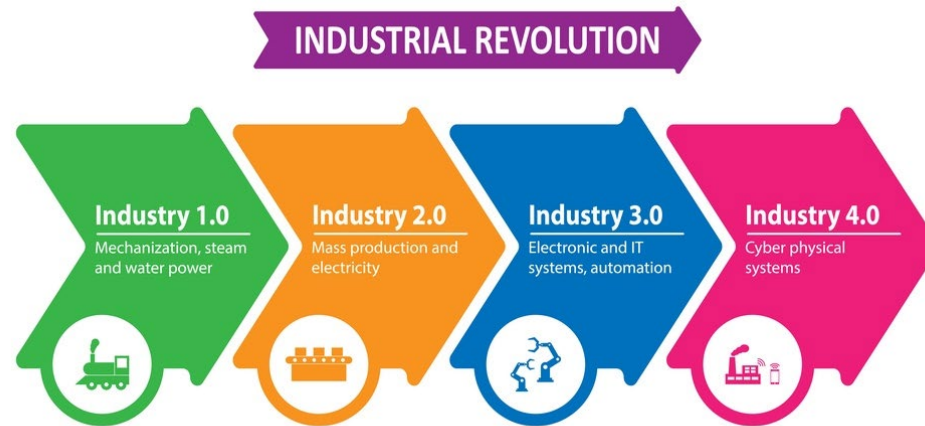 INDUSTRIAL REVOLUTION
Industry 1.0
Mechanization, steam
and water power
Industry 2.0
Mass production and
electricity
Industry 3.0
Electronic and IT
systems, automation
Industry 4.0
Cyber physical
systems